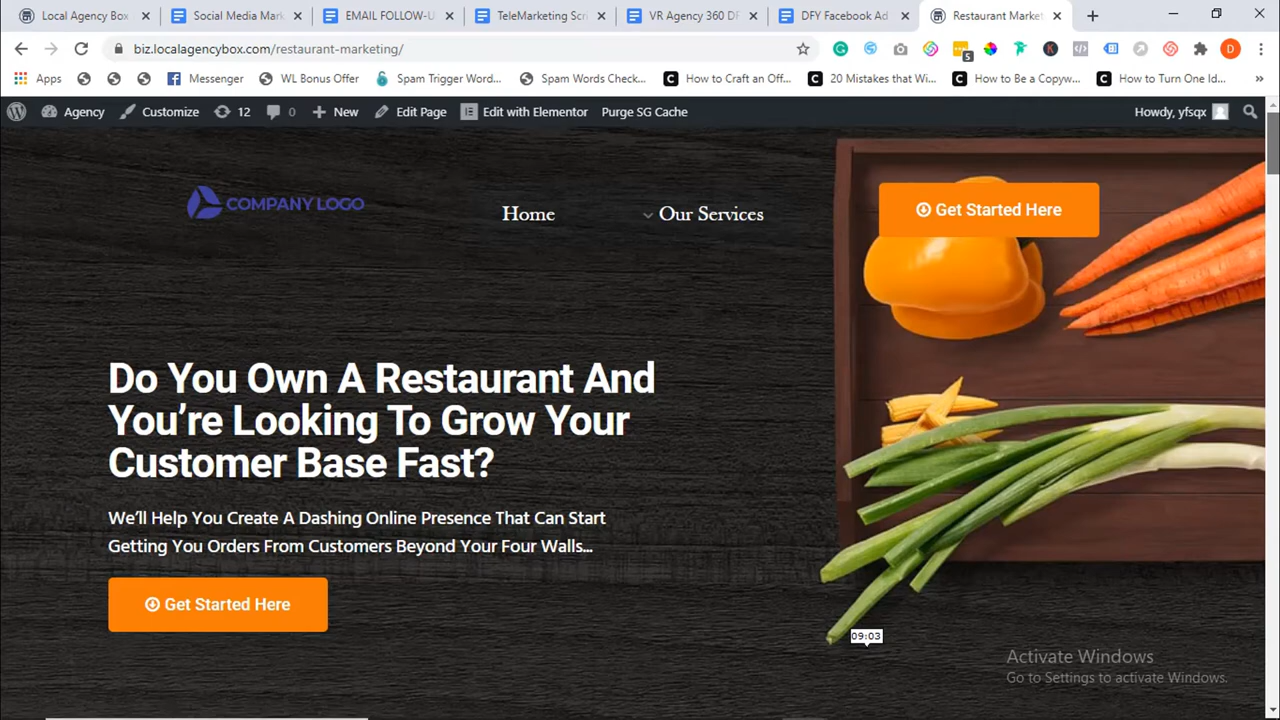 Local Agency Box
Social Media Mark
EMAIL FOLLOW-U
TeleMarketing Scr
VR Agency 360 DF
DFY Facebook Ad
Restaurant Market
biz.localagencybox.com/restaurant-marketing/
5
D
Apps
Messenger
WL Bonus Offer
Spam Trigger Word...
Spam Words Check...
How to Craft an Off...
20 Mistakes that Wi...
How to Be a Copyw...
How to Turn One Id...
Agency
Customize
12
0
New
Edit Page
Edit with Elementor
Purge SG Cache
Howdy, yfsqx
COMPANY LOGO
Home
Our Services
Get Started Here
Do You Own A Restaurant And
You're Looking To Grow Your
Customer Base Fast?
We'll Help You Create A Dashing Online Presence That Can Start
Getting You Orders From Customers Beyond Your Four Walls...
Get Started Here
09:03
Activate Windows
Go to Settings to activate Windows.